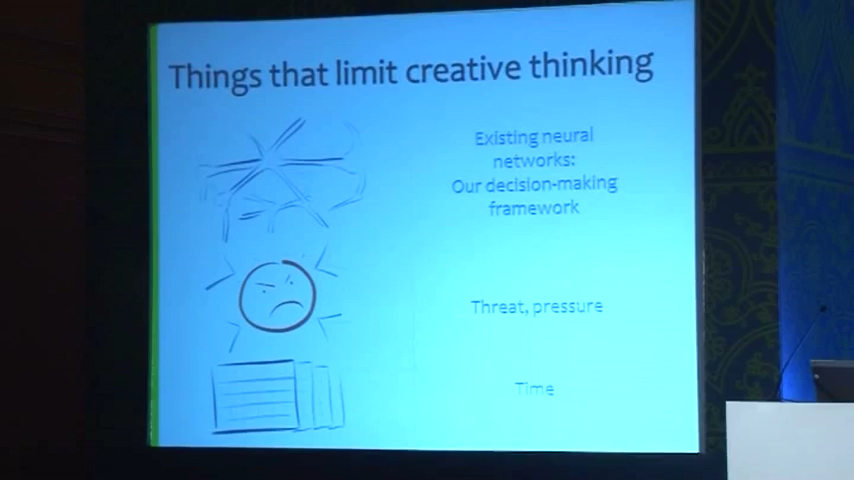 Things that limit creative thinking
Existing neural
networks:
Our decision-making
framework
Threat, pressure
Time